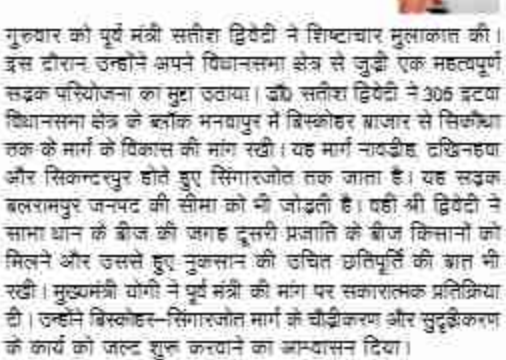 गुरुवार को पूर्व मंत्री सतीश द्विवेदी ने शिष्टाचार मुलाकात की।
इस दौरान उन्होंने अपने विधानसभा क्षेत्र से जुड़ी एक महत्वपूर्ण
सड़क परियोजना का मुद्दा उठाया। डॉ0 सतीश द्विवेदी ने 305 इटवा
विधानसभा क्षेत्र के ब्लॉक भनवापुर में बिस्कोहर बाजार से सिकौथा
तक के मार्ग के विकास की मांग रखी। यह मार्ग नावडीह, दखिनहवा
और सिकन्दरपुर होते हुए सिंगारजोत तक जाता है। यह सड़क
बलरामपुर जनपद की सीमा को भी जोड़ती है। वही श्री द्विवेदी ने
साभा धान के बीज की जगह दूसरी प्रजाति के बीज किसानों को
मिलने और उससे हुए नुकसान की उचित छतिपूर्ति की बात भी
रखी। मुख्यमंत्री योगी ने पूर्व मंत्री की मांग पर सकारात्मक प्रतिक्रिया
दी। उन्होंने बिस्कोहर–सिंगारजोत मार्ग के चौड़ीकरण और सुदृढ़ीकरण
के कार्य को जल्द शुरू करवाने का आश्वासन दिया।